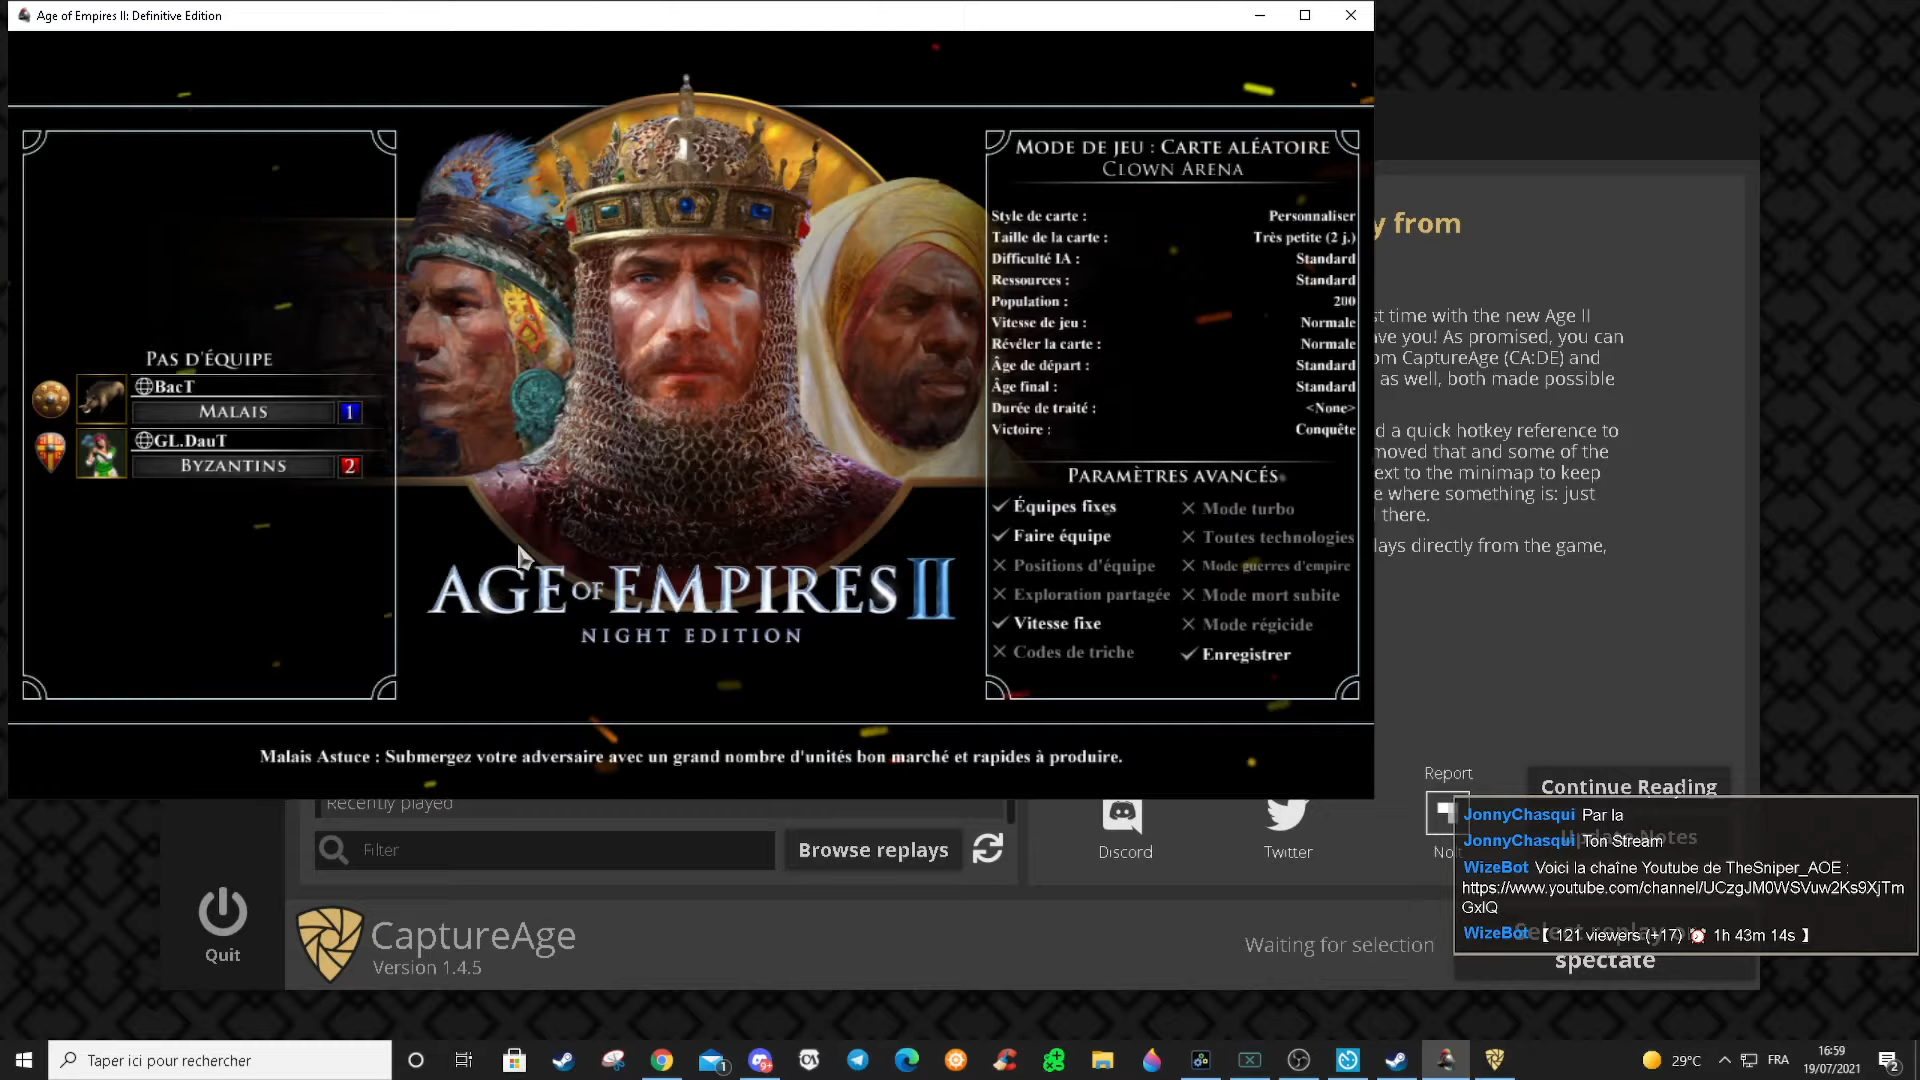 Age of Empires II: Definitive Edition
PAS D'ÉQUIPE
BacT
MALAIS 1
GL.DauT
BYZANTINS 2
AGE OF EMPIRES II
NIGHT EDITION
MODE DE JEU : CARTE ALÉATOIRE
CLOWN ARENA
Style de carte : Personnaliser
Taille de la carte : Très petite (2 j.)
Difficulté IA : Standard
Ressources : Standard
Population : 200
Vitesse de jeu : Normale
Révéler la carte : Normale
Âge de départ : Standard
Âge final : Standard
Durée de traité : <None>
Victoire : Conquête
PARAMÈTRES AVANCÉS
Équipes fixes Mode turbo
Faire équipe Toutes technologies
Positions d'équipe Mode guerres d'empire
Exploration partagée Mode mort subite
Vitesse fixe Mode régicide
Codes de triche Enregistrer
Malais Astuce : Submergez votre adversaire avec un grand nombre d'unités bon marché et rapides à produire.
y from
st time with the new Age II
ave you! As promised, you can
om CaptureAge (CA:DE) and
as well, both made possible
d a quick hotkey reference to
moved that and some of the
ext to the minimap to keep
e where something is: just
there.
lays directly from the game,
Report
Continue Reading
Update Notes
Recently played
Filter
Browse replays
Discord
Twitter
JonnyChasqui Par la
JonnyChasqui Ton Stream
WizeBot Voici la chaîne Youtube de TheSniper_AOE :
https://www.youtube.com/channel/UCzgJM0WSVuw2Ks9XjTm
GxlQ
WizeBot 【 121 viewers (+17) ⏰ 1h 43m 14s 】
Quit
CaptureAge
Version 1.4.5
Waiting for selection
Select replay or
spectate
Taper ici pour rechercher
29°C
FRA
16:59
19/07/2021
2